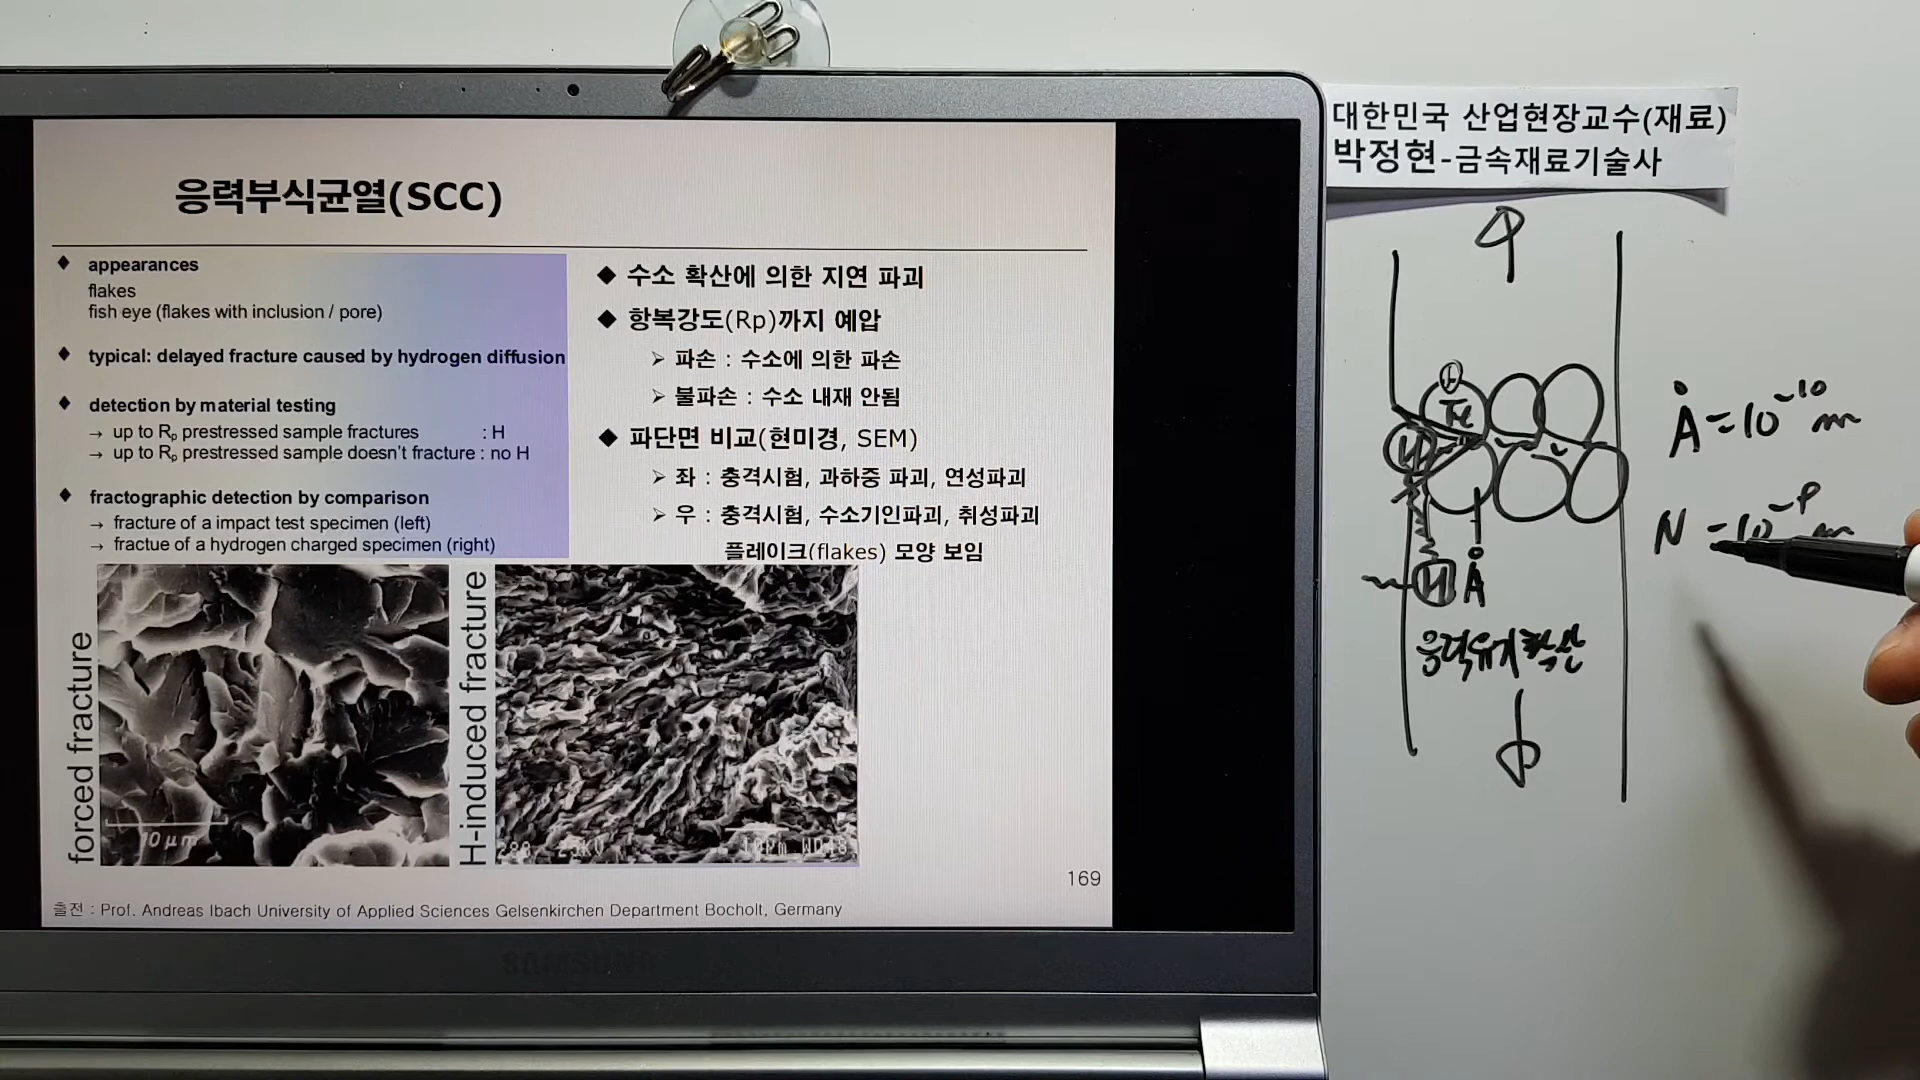 응력부식균열(SCC)
◆ appearances
flakes
fish eye (flakes with inclusion / pore)
◆ typical: delayed fracture caused by hydrogen diffusion
◆ detection by material testing
→ up to Rp prestressed sample fractures : H
→ up to Rp prestressed sample doesn't fracture : no H
◆ fractographic detection by comparison
→ fracture of a impact test specimen (left)
→ fractue of a hydrogen charged specimen (right)
◆ 수소 확산에 의한 지연 파괴
◆ 항복강도(Rp)까지 예압
➢ 파손 : 수소에 의한 파손
➢ 불파손 : 수소 내재 안됨
◆ 파단면 비교(현미경, SEM)
➢ 좌 : 충격시험, 과하중 파괴, 연성파괴
➢ 우 : 충격시험, 수소기인파괴, 취성파괴
플레이크(flakes) 모양 보임
forced fracture
10 μm
H-induced fracture
25KV 10μm WD48
169
출전 : Prof. Andreas Ibach University of Applied Sciences Gelsenkirchen Department Bocholt, Germany
SAMSUNG
대한민국 산업현장교수(재료)
박정현-금속재료기술사
Fe
H
H Å
응력유기확산
Å = 10⁻¹⁰ m
N = 10⁻⁹ m